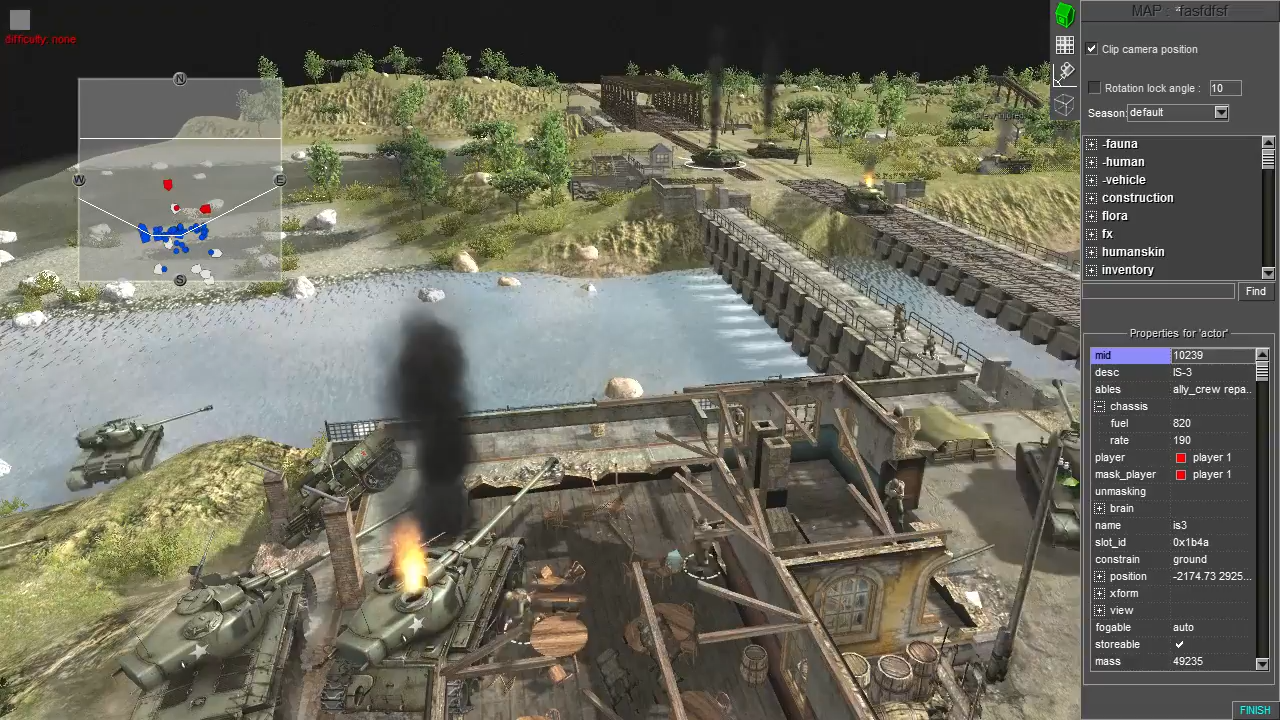 MAP : "fasfdfsf
difficulty: none
Clip camera position
Rotation lock angle : 10
Season: default
N
W
E
S
-fauna
-human
-vehicle
construction
flora
fx
humanskin
inventory
Find
Properties for 'actor'
mid 10239
desc IS-3
ables ally_crew repa..
chassis
fuel 820
rate 190
player player 1
mask_player player 1
unmasking
brain
name is3
slot_id 0x1b4a
constrain ground
position -2174.73 2925...
xform
view
fogable auto
storeable
mass 49235
FINISH